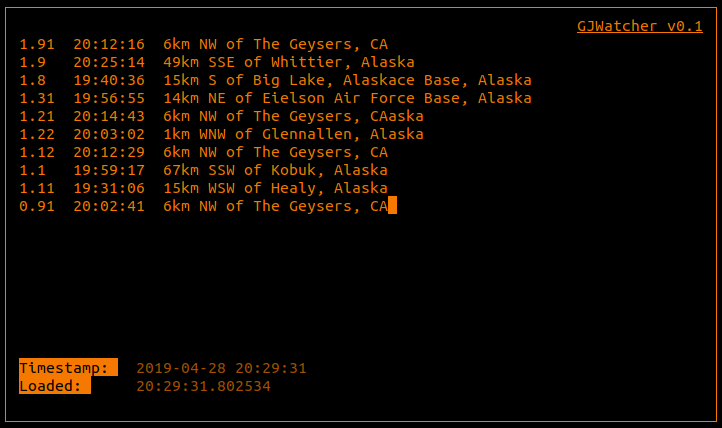 GJWatcher v0.1
1.91 20:12:16 6km NW of The Geysers, CA
1.9 20:25:14 49km SSE of Whittier, Alaska
1.8 19:40:36 15km S of Big Lake, Alaskace Base, Alaska
1.31 19:56:55 14km NE of Eielson Air Force Base, Alaska
1.21 20:14:43 6km NW of The Geysers, CAaska
1.22 20:03:02 1km WNW of Glennallen, Alaska
1.12 20:12:29 6km NW of The Geysers, CA
1.1 19:59:17 67km SSW of Kobuk, Alaska
1.11 19:31:06 15km WSW of Healy, Alaska
0.91 20:02:41 6km NW of The Geysers, CA
Timestamp: 2019-04-28 20:29:31
Loaded: 20:29:31.802534